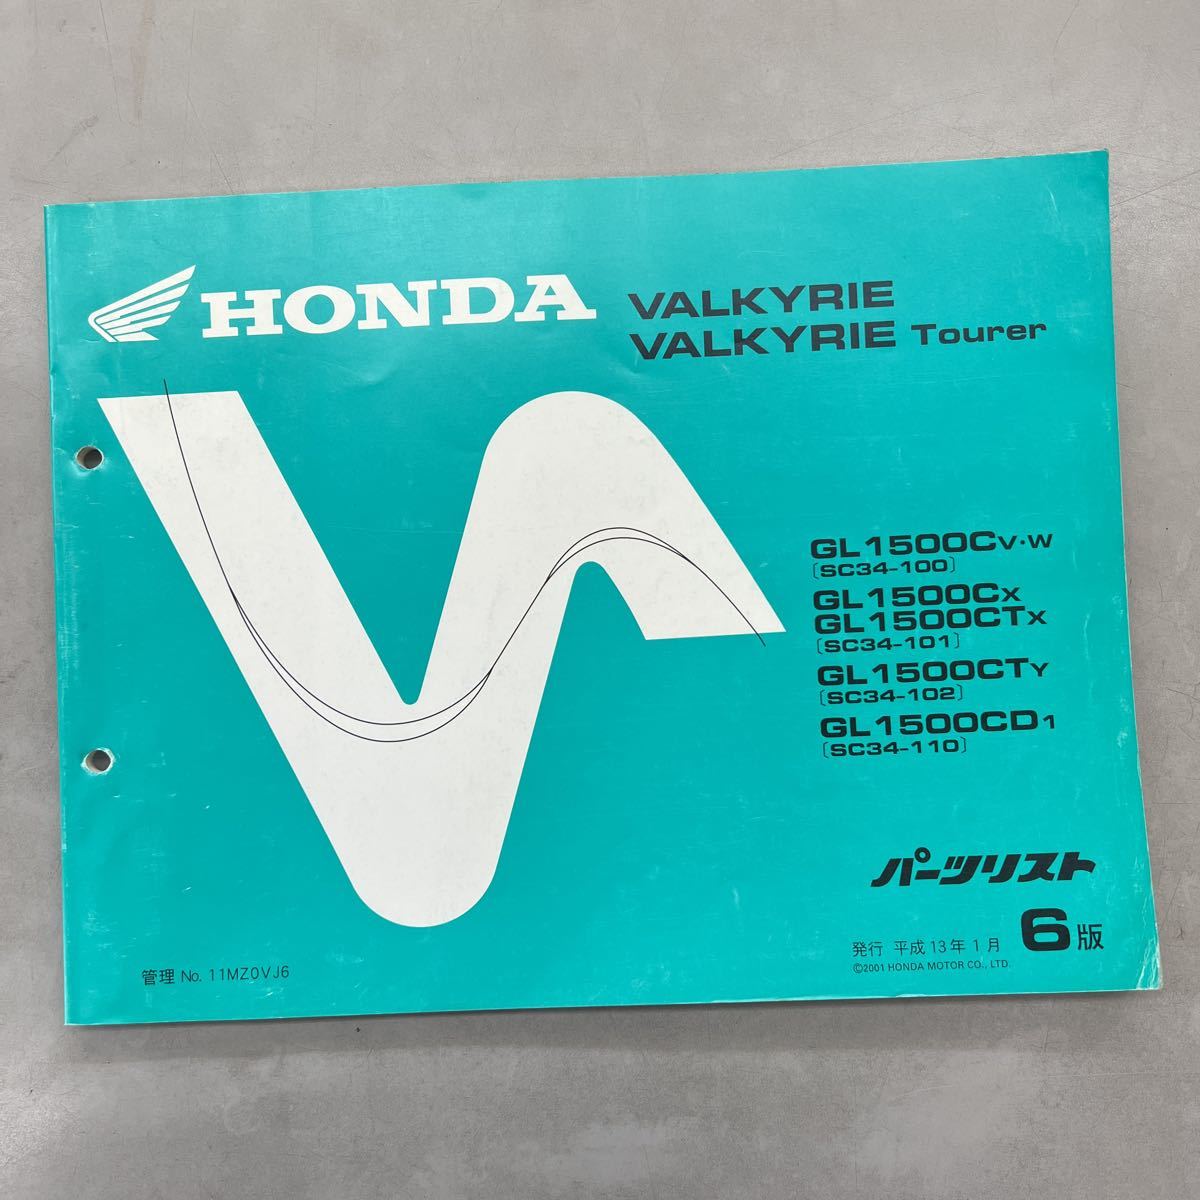 HONDA
VALKYRIE
VALKYRIE Tourer
GL1500CV·W
〔SC34-100〕
GL1500CX
GL1500CTX
〔SC34-101〕
GL1500CTY
〔SC34-102〕
GL1500CD1
〔SC34-110〕
パーツリスト
発行 平成13年1月 6版
©2001 HONDA MOTOR CO., LTD.
管理 No. 11MZ0VJ6